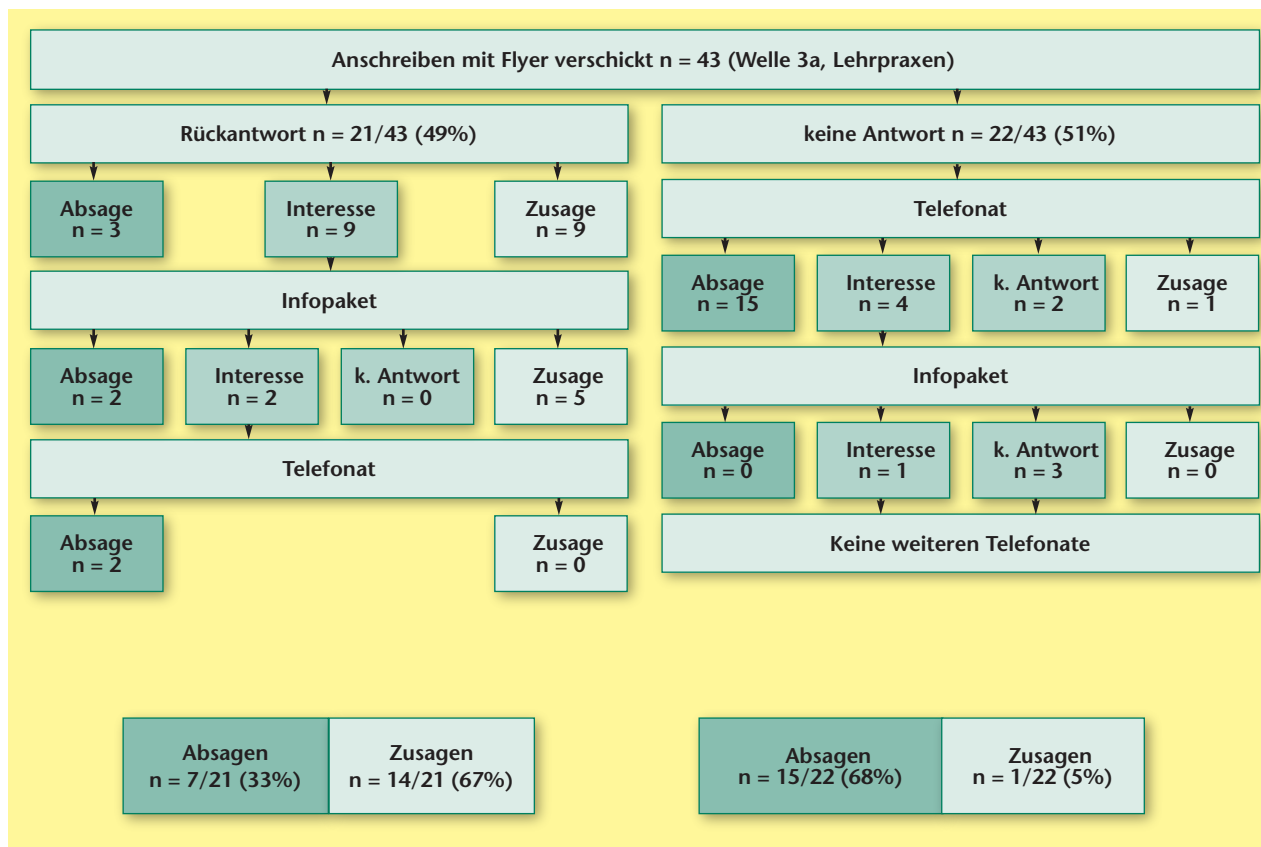 Anschreiben mit Flyer verschickt n = 43 (Welle 3a, Lehrpraxen)
Rückantwort n = 21/43 (49%)
Absage
n = 3
Interesse
n = 9
Zusage
n = 9
Infopaket
Absage
n = 2
Interesse
n = 2
k. Antwort
n = 0
Zusage
n = 5
Telefonat
Absage
n = 2
Zusage
n = 0
Absagen
n = 7/21 (33%)
Zusagen
n = 14/21 (67%)
keine Antwort n = 22/43 (51%)
Telefonat
Absage
n = 15
Interesse
n = 4
k. Antwort
n = 2
Zusage
n = 1
Infopaket
Absage
n = 0
Interesse
n = 1
k. Antwort
n = 3
Zusage
n = 0
Keine weiteren Telefonate
Absagen
n = 15/22 (68%)
Zusagen
n = 1/22 (5%)